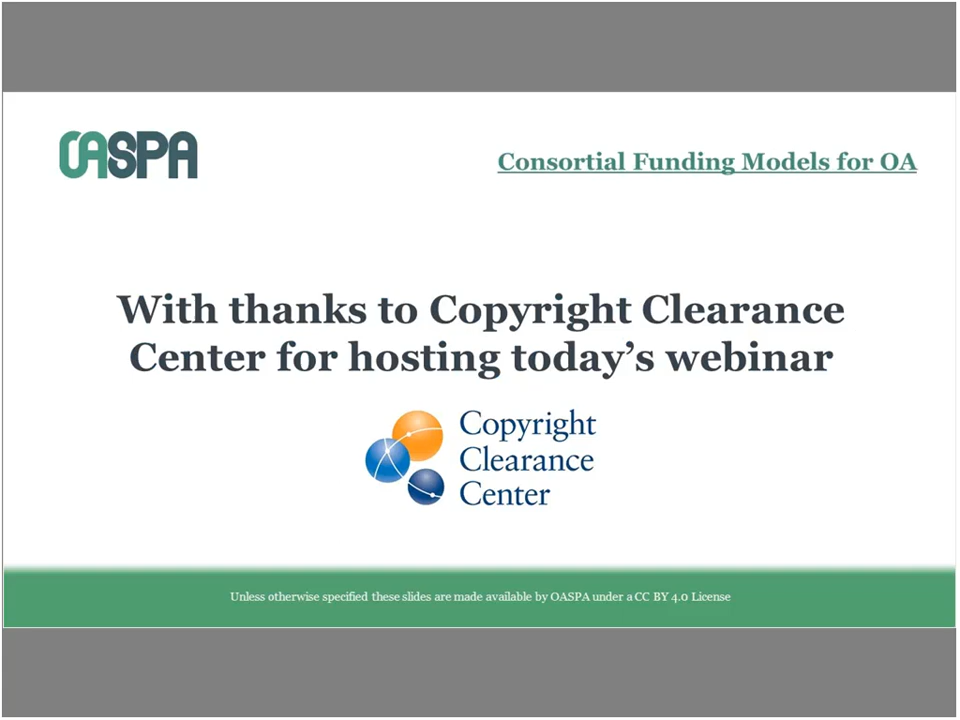 OASPA
Consortial Funding Models for OA
With thanks to Copyright Clearance
Center for hosting today’s webinar
Copyright
Clearance
Center
Unless otherwise specified these slides are made available by OASPA under a CC BY 4.0 License